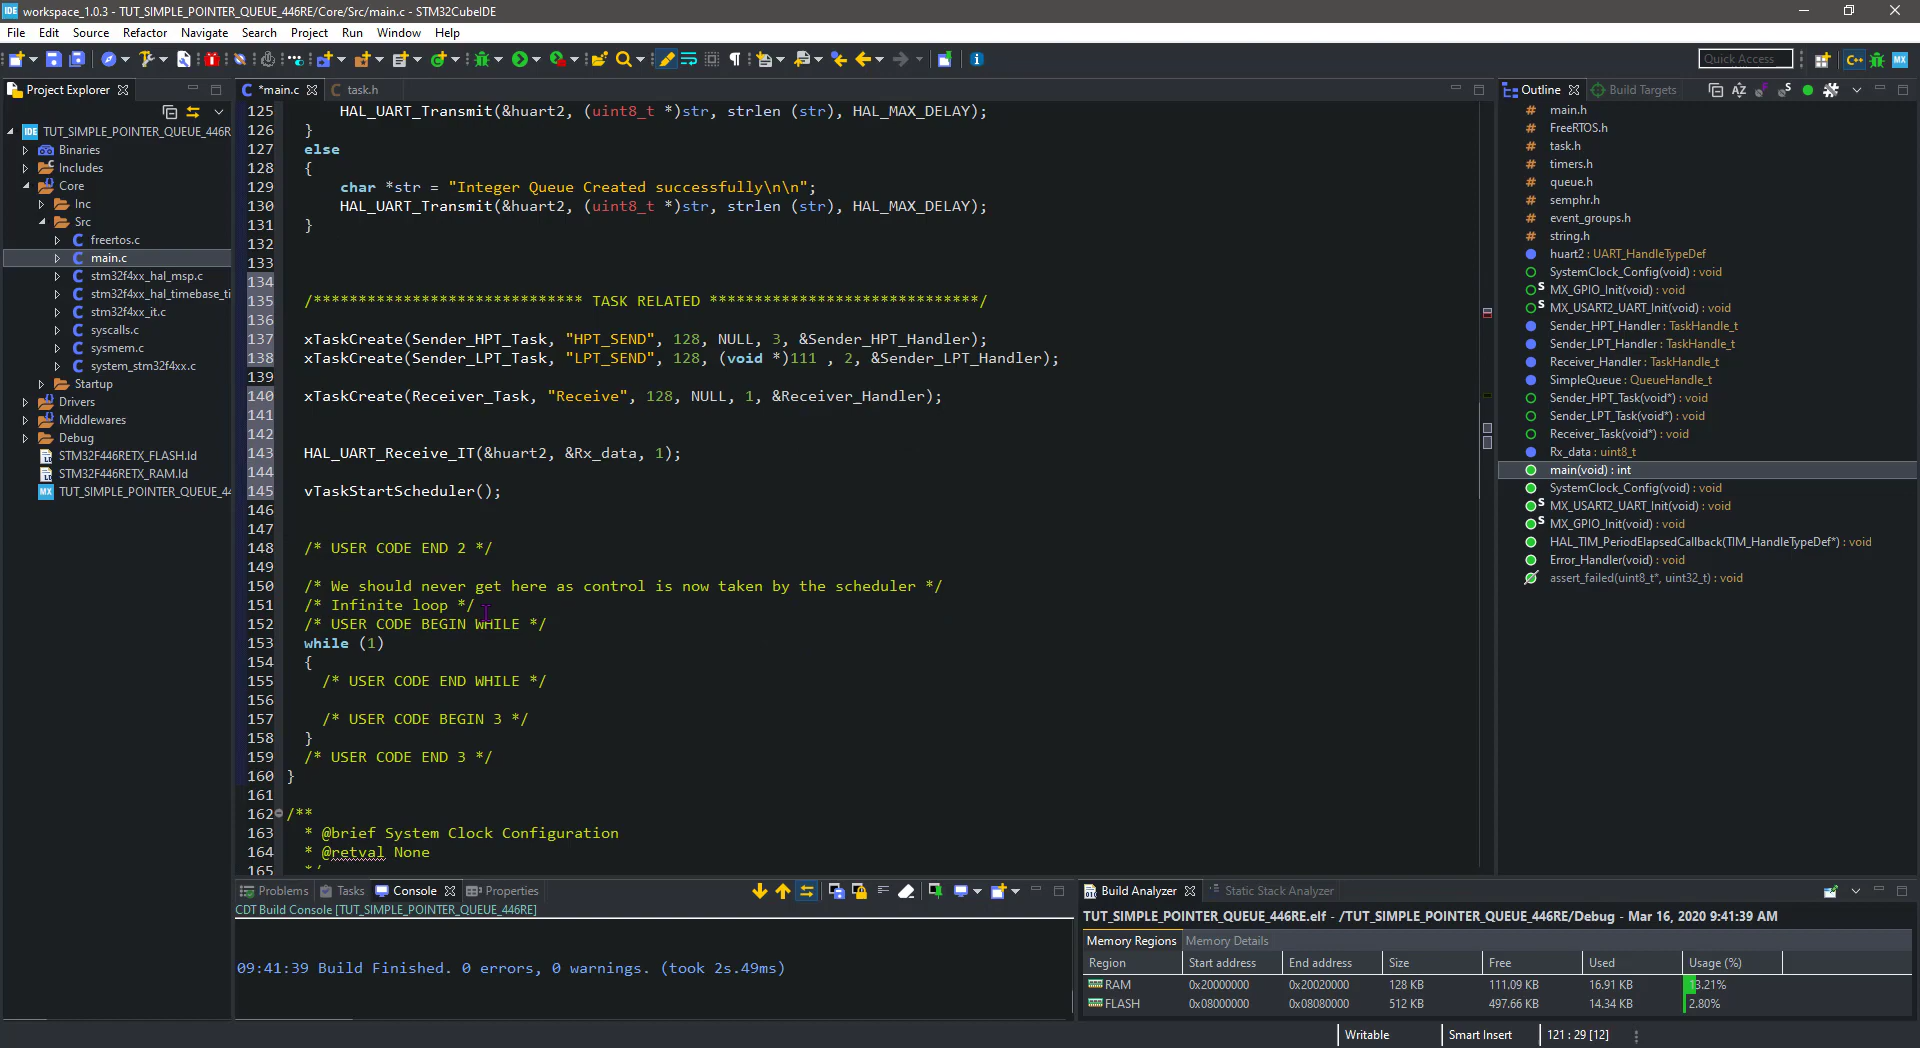 workspace_1.0.3 - TUT_SIMPLE_POINTER_QUEUE_446RE/Core/Src/main.c - STM32CubeIDE
File Edit Source Refactor Navigate Search Project Run Window Help
Quick Access
Project Explorer
TUT_SIMPLE_POINTER_QUEUE_446R
Binaries
Includes
Core
Inc
Src
freertos.c
main.c
stm32f4xx_hal_msp.c
stm32f4xx_hal_timebase_ti
stm32f4xx_it.c
syscalls.c
sysmem.c
system_stm32f4xx.c
Startup
Drivers
Middlewares
Debug
STM32F446RETX_FLASH.ld
STM32F446RETX_RAM.ld
TUT_SIMPLE_POINTER_QUEUE_4
*main.c task.h
125 HAL_UART_Transmit(&huart2, (uint8_t *)str, strlen (str), HAL_MAX_DELAY);
126 }
127 else
128 {
129 char *str = "Integer Queue Created successfully\n\n";
130 HAL_UART_Transmit(&huart2, (uint8_t *)str, strlen (str), HAL_MAX_DELAY);
131 }
132
133
134
135 /****************************** TASK RELATED ******************************/
136
137 xTaskCreate(Sender_HPT_Task, "HPT_SEND", 128, NULL, 3, &Sender_HPT_Handler);
138 xTaskCreate(Sender_LPT_Task, "LPT_SEND", 128, (void *)111 , 2, &Sender_LPT_Handler);
139
140 xTaskCreate(Receiver_Task, "Receive", 128, NULL, 1, &Receiver_Handler);
141
142
143 HAL_UART_Receive_IT(&huart2, &Rx_data, 1);
144
145 vTaskStartScheduler();
146
147
148 /* USER CODE END 2 */
149
150 /* We should never get here as control is now taken by the scheduler */
151 /* Infinite loop */
152 /* USER CODE BEGIN WHILE */
153 while (1)
154 {
155 /* USER CODE END WHILE */
156
157 /* USER CODE BEGIN 3 */
158 }
159 /* USER CODE END 3 */
160 }
161
162 /**
163 * @brief System Clock Configuration
164 * @retval None
165 */
Outline Build Targets
main.h
FreeRTOS.h
task.h
timers.h
queue.h
semphr.h
event_groups.h
string.h
huart2 : UART_HandleTypeDef
SystemClock_Config(void) : void
MX_GPIO_Init(void) : void
MX_USART2_UART_Init(void) : void
Sender_HPT_Handler : TaskHandle_t
Sender_LPT_Handler : TaskHandle_t
Receiver_Handler : TaskHandle_t
SimpleQueue : QueueHandle_t
Sender_HPT_Task(void*) : void
Sender_LPT_Task(void*) : void
Receiver_Task(void*) : void
Rx_data : uint8_t
main(void) : int
SystemClock_Config(void) : void
MX_USART2_UART_Init(void) : void
MX_GPIO_Init(void) : void
HAL_TIM_PeriodElapsedCallback(TIM_HandleTypeDef*) : void
Error_Handler(void) : void
assert_failed(uint8_t*, uint32_t) : void
Problems Tasks Console Properties
CDT Build Console [TUT_SIMPLE_POINTER_QUEUE_446RE]
09:41:39 Build Finished. 0 errors, 0 warnings. (took 2s.49ms)
Build Analyzer Static Stack Analyzer
TUT_SIMPLE_POINTER_QUEUE_446RE.elf - /TUT_SIMPLE_POINTER_QUEUE_446RE/Debug - Mar 16, 2020 9:41:39 AM
Memory Regions Memory Details
Region Start address End address Size Free Used Usage (%)
RAM 0x20000000 0x20020000 128 KB 111.09 KB 16.91 KB 13.21%
FLASH 0x08000000 0x08080000 512 KB 497.66 KB 14.34 KB 2.80%
Writable Smart Insert 121 : 29 [12]